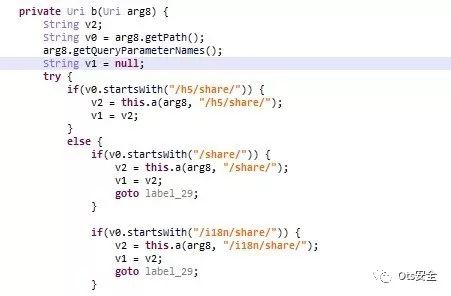 private Uri b(Uri arg8) {
String v2;
String v0 = arg8.getPath();
arg8.getQueryParameterNames();
String v1 = null;
try {
if(v0.startsWith("/h5/share/")) {
v2 = this.a(arg8, "/h5/share/");
v1 = v2;
}
else {
if(v0.startsWith("/share/")) {
v2 = this.a(arg8, "/share/");
v1 = v2;
goto label_29;
}
if(v0.startsWith("/i18n/share/")) {
v2 = this.a(arg8, "/i18n/share/");
v1 = v2;
goto label_29;
}
Ots安全